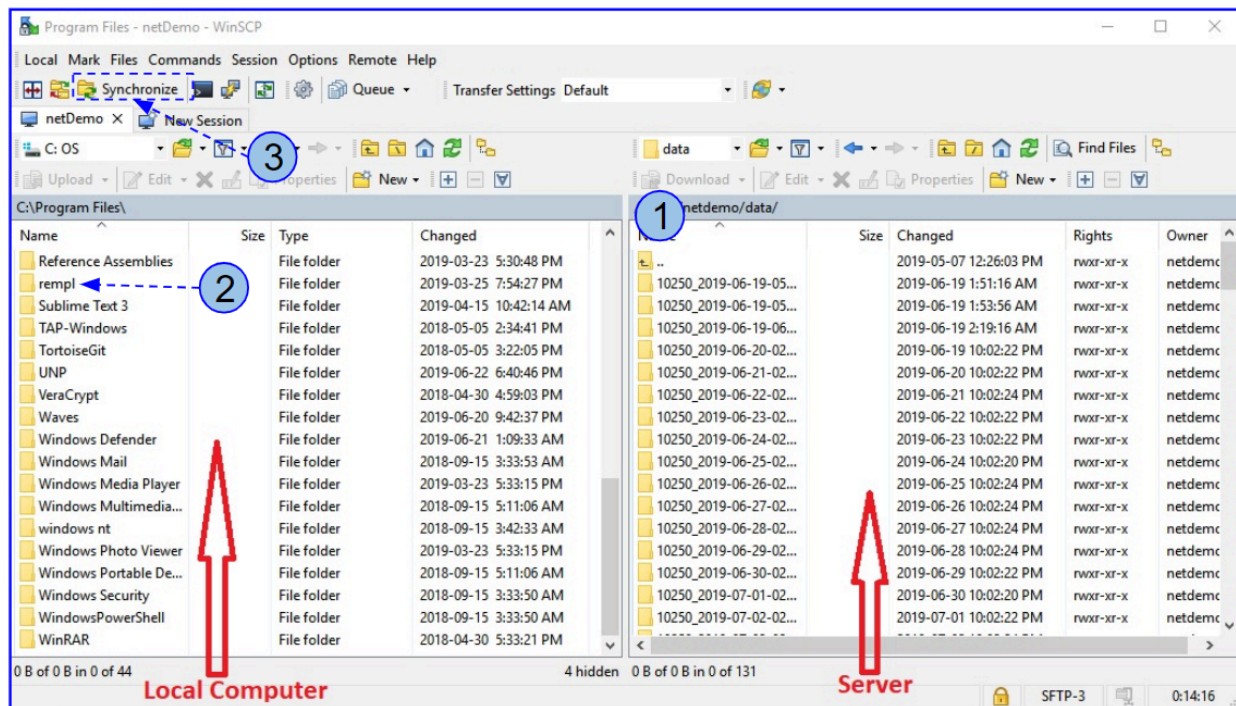 Program Files - netDemo - WinSCP
Local Mark Files Commands Session Options Remote Help
Synchronize Queue Transfer Settings Default
netDemo New Session
3
C: OS data Find Files
Upload Edit Properties New Download Edit Properties New
C:\Program Files\ /netdemo/data/
1
Name Size Type Changed Size Changed Rights Owner
Reference Assemblies File folder 2019-03-23 5:30:48 PM .. 2019-05-07 12:26:03 PM rwxr-xr-x netdemc
rempl File folder 2019-03-25 7:54:27 PM 10250_2019-06-19-05... 2019-06-19 1:51:16 AM rwxr-xr-x netdemc
2
Sublime Text 3 File folder 2019-04-15 10:42:14 AM 10250_2019-06-19-05... 2019-06-19 1:53:56 AM rwxr-xr-x netdemc
TAP-Windows File folder 2018-05-05 2:34:41 PM 10250_2019-06-19-06... 2019-06-19 2:19:16 AM rwxr-xr-x netdemc
TortoiseGit File folder 2018-05-05 3:22:05 PM 10250_2019-06-20-02... 2019-06-19 10:02:22 PM rwxr-xr-x netdemc
UNP File folder 2019-06-22 6:40:46 PM 10250_2019-06-21-02... 2019-06-20 10:02:22 PM rwxr-xr-x netdemc
VeraCrypt File folder 2018-04-30 4:59:03 PM 10250_2019-06-22-02... 2019-06-21 10:02:24 PM rwxr-xr-x netdemc
Waves File folder 2019-06-20 9:42:37 PM 10250_2019-06-23-02... 2019-06-22 10:02:22 PM rwxr-xr-x netdemc
Windows Defender File folder 2019-06-21 1:09:33 AM 10250_2019-06-24-02... 2019-06-23 10:02:22 PM rwxr-xr-x netdemc
Windows Mail File folder 2018-09-15 3:33:53 AM 10250_2019-06-25-02... 2019-06-24 10:02:20 PM rwxr-xr-x netdemc
Windows Media Player File folder 2019-03-23 5:33:15 PM 10250_2019-06-26-02... 2019-06-25 10:02:24 PM rwxr-xr-x netdemc
Windows Multimedia... File folder 2018-09-15 5:11:06 AM 10250_2019-06-27-02... 2019-06-26 10:02:24 PM rwxr-xr-x netdemc
windows nt File folder 2018-09-15 3:42:33 AM 10250_2019-06-28-02... 2019-06-27 10:02:24 PM rwxr-xr-x netdemc
Windows Photo Viewer File folder 2019-03-23 5:33:15 PM 10250_2019-06-29-02... 2019-06-28 10:02:24 PM rwxr-xr-x netdemc
Windows Portable De... File folder 2018-09-15 5:11:06 AM 10250_2019-06-30-02... 2019-06-29 10:02:22 PM rwxr-xr-x netdemc
Windows Security File folder 2018-09-15 3:33:50 AM 10250_2019-07-01-02... 2019-06-30 10:02:20 PM rwxr-xr-x netdemc
WindowsPowerShell File folder 2018-09-15 3:33:50 AM 10250_2019-07-02-02... 2019-07-01 10:02:22 PM rwxr-xr-x netdemc
WinRAR File folder 2018-04-30 5:33:21 PM
0 B of 0 B in 0 of 44 4 hidden 0 B of 0 B in 0 of 131
Local Computer Server
SFTP-3 0:14:16